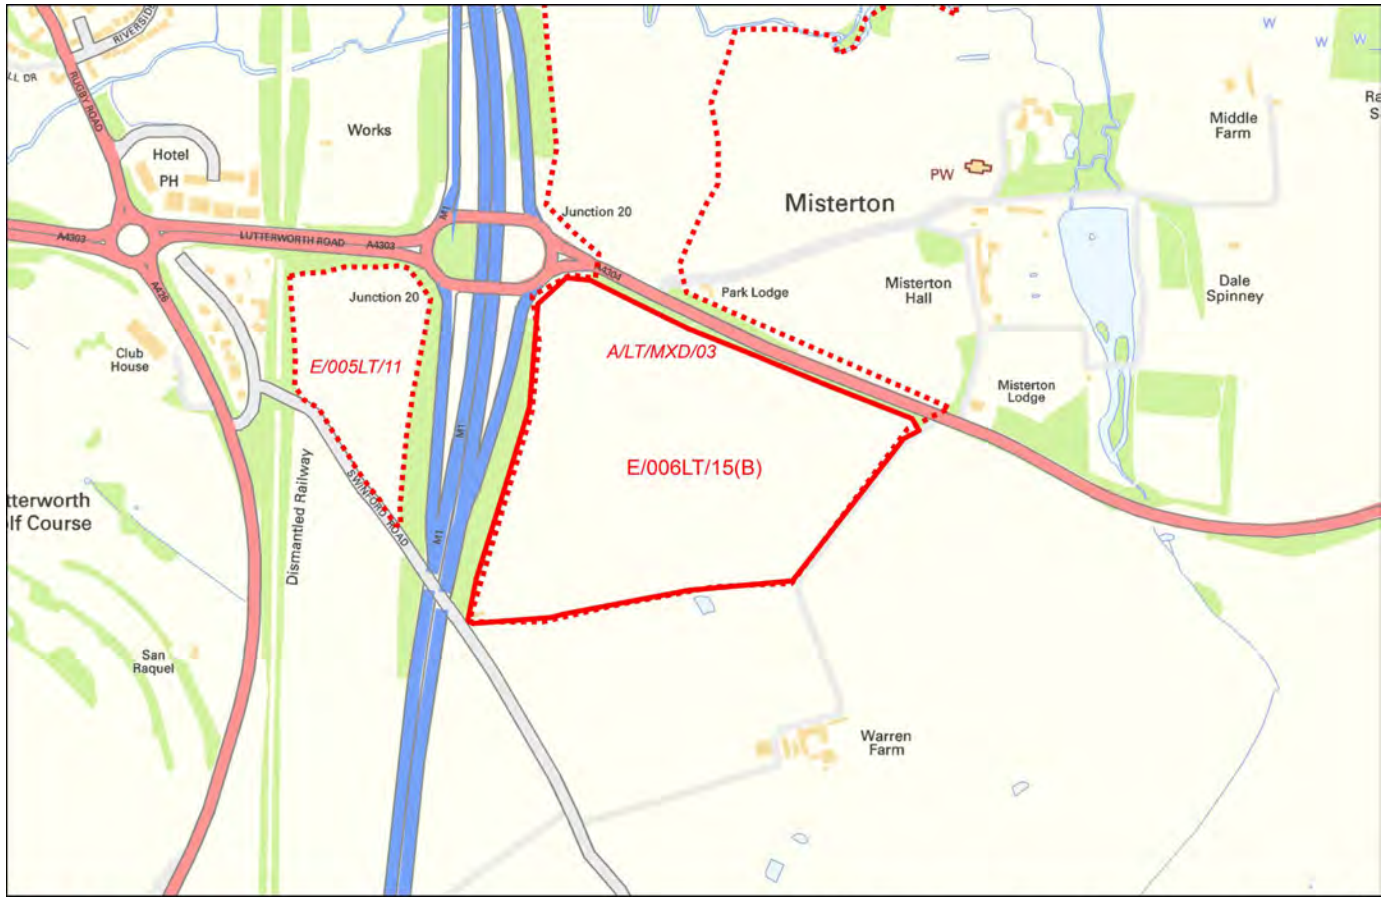 RIVERSIDE
W
W
W
LL DR
RUGBY ROAD
Ra
S
Works
Middle
Farm
Hotel
PH
PW
Misterton
M1
Junction 20
A4303
LUTTERWORTH ROAD
A4303
A4304
Misterton
Hall
Dale
Spinney
Park Lodge
Junction 20
A426
A/LT/MXD/03
Club
House
E/005LT/11
Misterton
Lodge
M1
E/006LT/15(B)
tterworth
lf Course
Dismantled Railway
SWINFORD ROAD
M1
San
Raquel
Warren
Farm